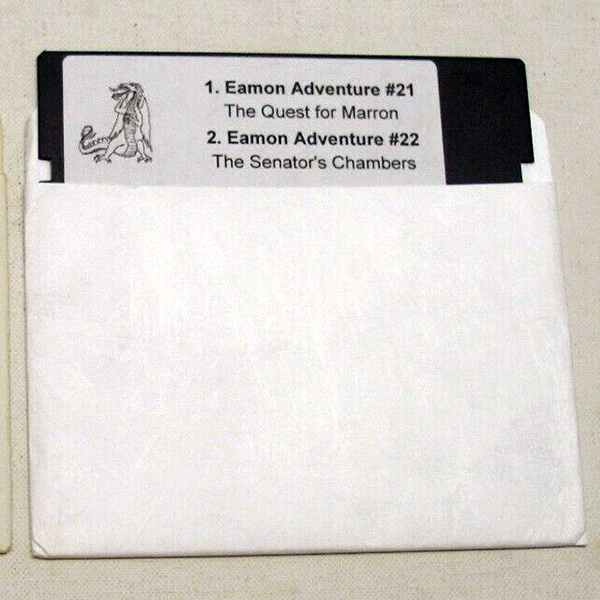 1. Eamon Adventure #21
The Quest for Marron
2. Eamon Adventure #22
The Senator's Chambers